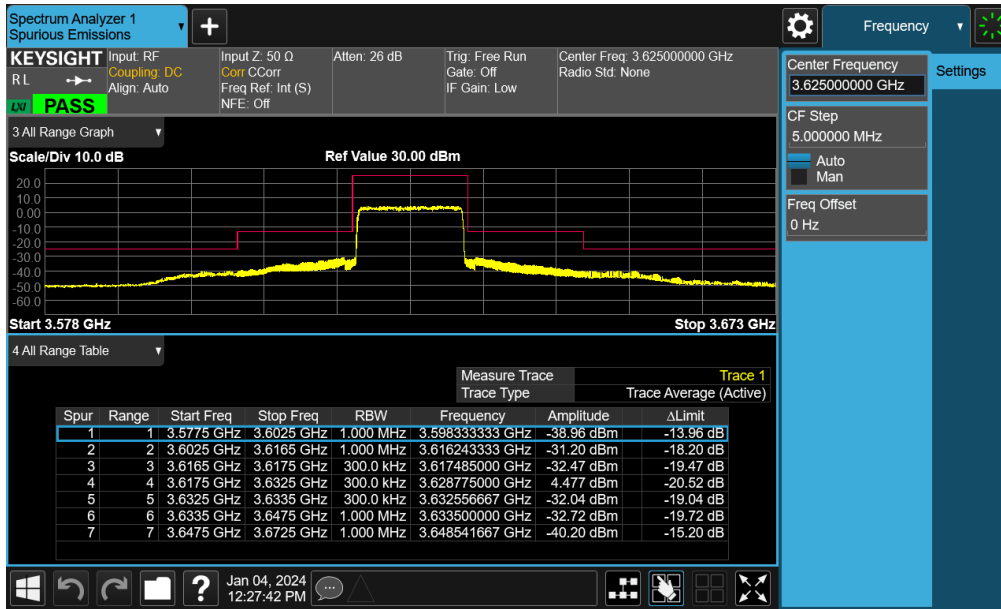 Spectrum Analyzer 1
Spurious Emissions
Frequency
KEYSIGHT
R L
LXI
PASS
Input: RF
Coupling: DC
Align: Auto
Input Z: 50 Ω
Corr CCorr
Freq Ref: Int (S)
NFE: Off
Atten: 26 dB
Trig: Free Run
Gate: Off
IF Gain: Low
Center Freq: 3.625000000 GHz
Radio Std: None
Center Frequency
3.625000000 GHz
Settings
CF Step
5.000000 MHz
Auto
Man
Freq Offset
0 Hz
3 All Range Graph
Scale/Div 10.0 dB
Ref Value 30.00 dBm
20.0
10.0
0.00
-10.0
-20.0
-30.0
-40.0
-50.0
-60.0
Start 3.578 GHz
Stop 3.673 GHz
4 All Range Table
Measure Trace Trace 1
Trace Type Trace Average (Active)
Spur Range Start Freq Stop Freq RBW Frequency Amplitude ΔLimit
1 1 3.5775 GHz 3.6025 GHz 1.000 MHz 3.598333333 GHz -38.96 dBm -13.96 dB
2 2 3.6025 GHz 3.6165 GHz 1.000 MHz 3.616243333 GHz -31.20 dBm -18.20 dB
3 3 3.6165 GHz 3.6175 GHz 300.0 kHz 3.617485000 GHz -32.47 dBm -19.47 dB
4 4 3.6175 GHz 3.6325 GHz 300.0 kHz 3.628775000 GHz 4.477 dBm -20.52 dB
5 5 3.6325 GHz 3.6335 GHz 300.0 kHz 3.632556667 GHz -32.04 dBm -19.04 dB
6 6 3.6335 GHz 3.6475 GHz 1.000 MHz 3.633500000 GHz -32.72 dBm -19.72 dB
7 7 3.6475 GHz 3.6725 GHz 1.000 MHz 3.648541667 GHz -40.20 dBm -15.20 dB
?
Jan 04, 2024
12:27:42 PM